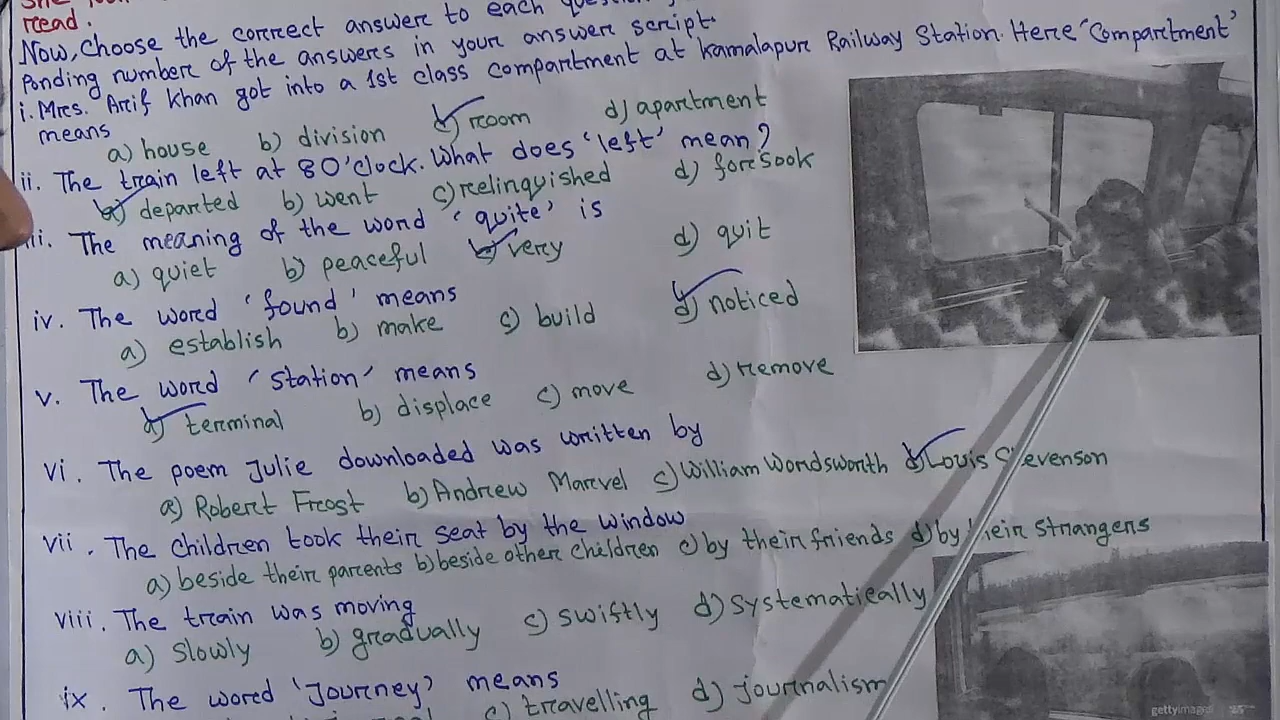 read.
Now, choose the correct answer to each
Ponding number of the answers in your answer script.
i. Mrs. Arif Khan got into a 1st class compartment at Kamalapur Railway Station. Here 'Compartment'
means
a) house b) division c) room d) apartment
ii. The train left at 8 O'clock. What does 'left' mean?
a) departed b) went c) relinquished d) foresook
The meaning of the word 'quite' is
a) quiet b) peaceful c) very d) quit
iv. The word 'found' means
a) establish b) make c) build d) noticed
v. The word 'station' means
a) terminal b) displace c) move d) remove
vi. The poem Julie downloaded was written by
a) Robert Frost b) Andrew Marvel c) William Wordsworth d) Louis
vii. The children took their seat by the window
a) beside their parents b) beside other children c) by their friends d) by strangers
viii. The train was moving
a) slowly b) gradually c) swiftly d) systematically
ix. The word 'Journey' means
c) travelling d) journalism
gettyimages